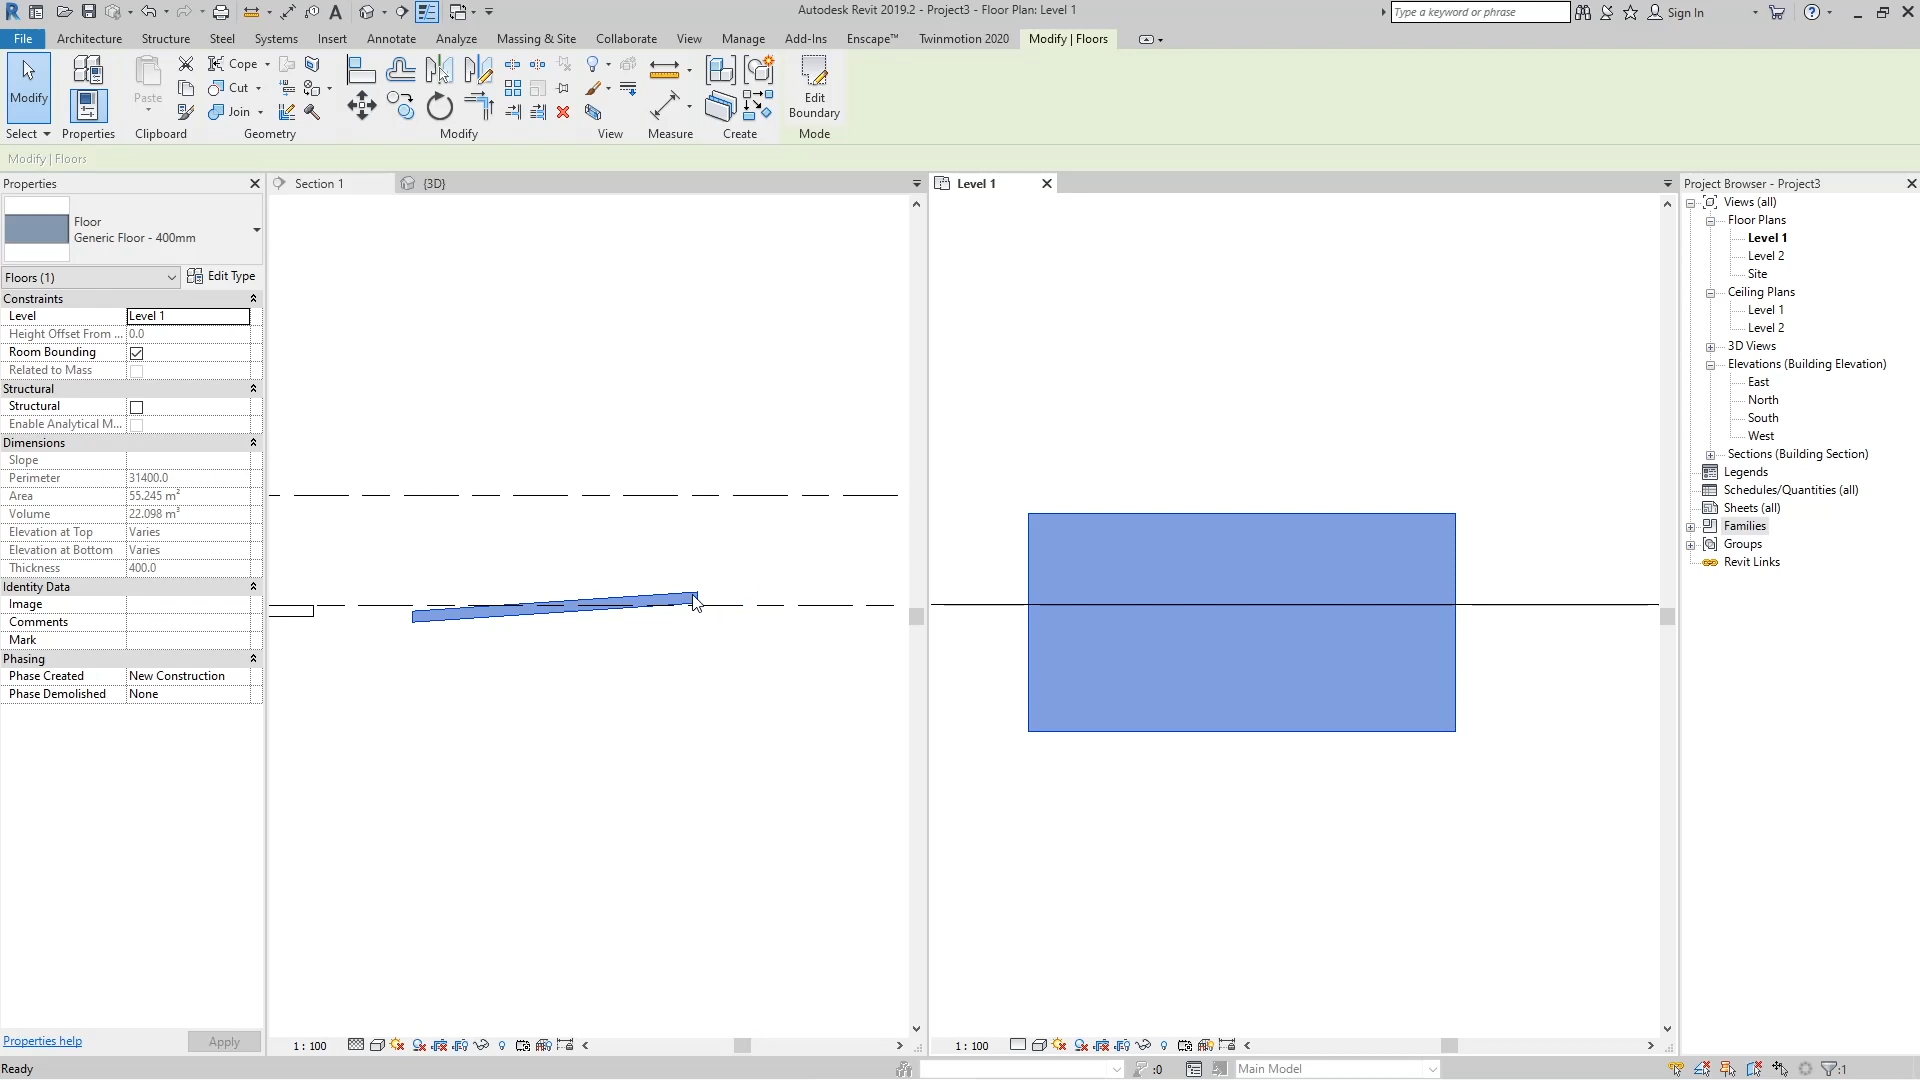 Autodesk Revit 2019.2 - Project3 - Floor Plan: Level 1
Type a keyword or phrase
Sign In
File
Architecture
Structure
Steel
Systems
Insert
Annotate
Analyze
Massing & Site
Collaborate
View
Manage
Add-Ins
Enscape™
Twinmotion 2020
Modify | Floors
Modify
Paste
Cope
Cut
Join
Edit
Boundary
Select
Properties
Clipboard
Geometry
Modify
View
Measure
Create
Mode
Modify | Floors
Properties
Floor
Generic Floor - 400mm
Floors (1)
Edit Type
Constraints
Level Level 1
Height Offset From ... 0.0
Room Bounding
Related to Mass
Structural
Structural
Enable Analytical M...
Dimensions
Slope
Perimeter 31400.0
Area 55.245 m²
Volume 22.098 m³
Elevation at Top Varies
Elevation at Bottom Varies
Thickness 400.0
Identity Data
Image
Comments
Mark
Phasing
Phase Created New Construction
Phase Demolished None
Properties help
Apply
Section 1
{3D}
1 : 100
Level 1
1 : 100
Project Browser - Project3
Views (all)
Floor Plans
Level 1
Level 2
Site
Ceiling Plans
Level 1
Level 2
3D Views
Elevations (Building Elevation)
East
North
South
West
Sections (Building Section)
Legends
Schedules/Quantities (all)
Sheets (all)
Families
Groups
Revit Links
Ready
:0
Main Model
:1